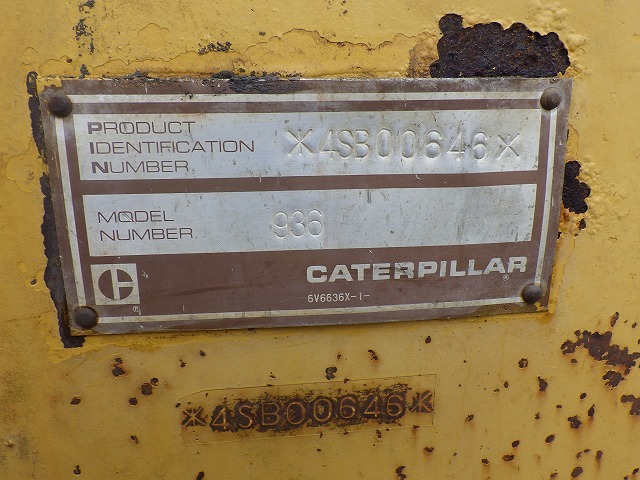 PRODUCT
IDENTIFICATION
NUMBER
*4SB00646*
MODEL
NUMBER
936
CATERPILLAR®
6V6636X-1-
C
®
*4SB00646*